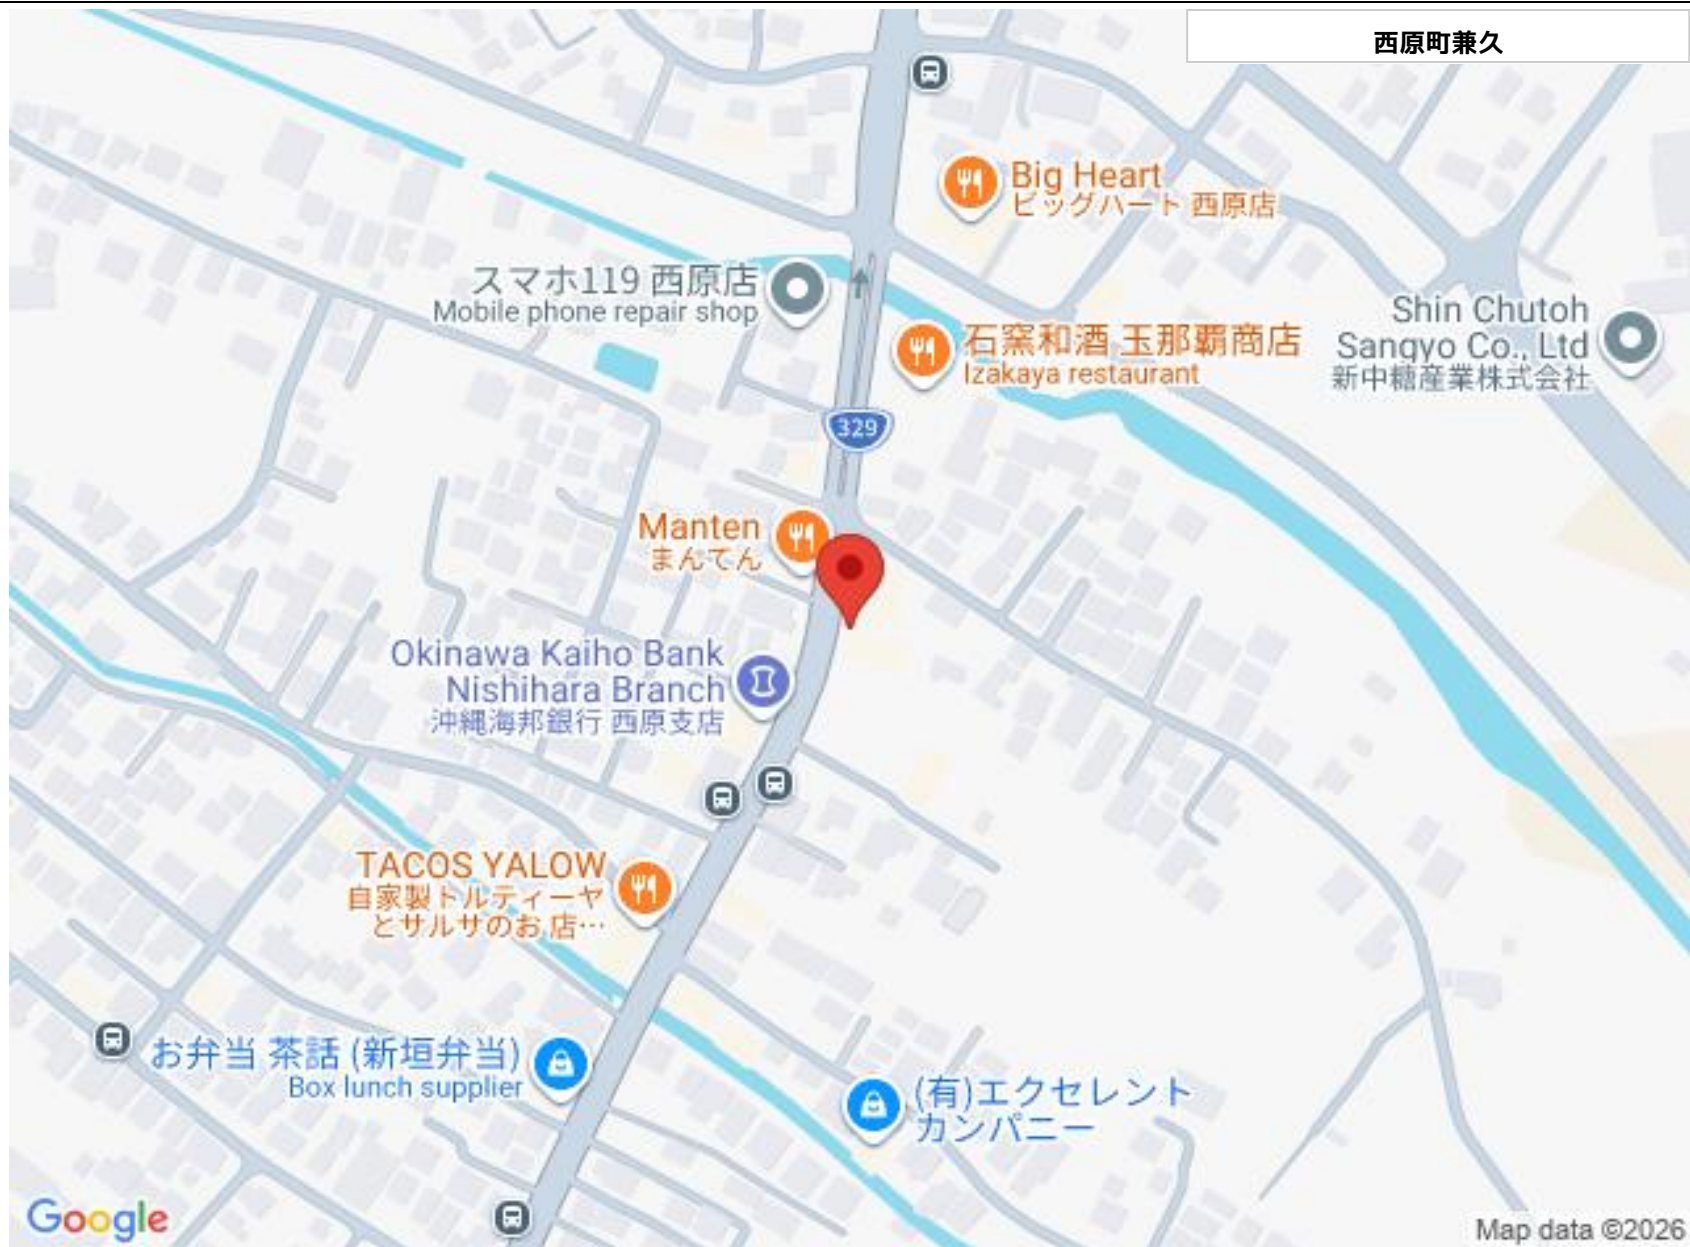 西原町兼久
Big Heart
ビッグハート 西原店
スマホ119 西原店
Mobile phone repair shop
石窯和酒 玉那覇商店
Izakaya restaurant
Shin Chutoh
Sangyo Co., Ltd
新中糖産業株式会社
329
Manten
まんてん
Okinawa Kaiho Bank
Nishihara Branch
沖縄海邦銀行 西原支店
TACOS YALOW
自家製トルティーヤ
とサルサのお 店…
お弁当 茶話 (新垣弁当)
Box lunch supplier
(有)エクセレント
カンパニー
Google
Map data ©2026